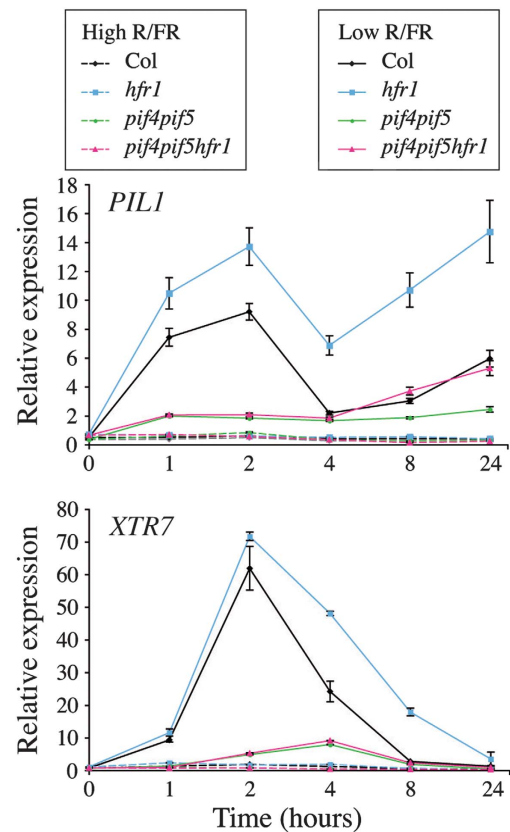 High R/FR
Col
hfr1
pif4pif5
pif4pif5hfr1
Low R/FR
Col
hfr1
pif4pif5
pif4pif5hfr1
PIL1
Relative expression
18
16
14
12
10
8
6
4
2
0
0 1 2 4 8 24
XTR7
Relative expression
80
70
60
50
40
30
20
10
0
0 1 2 4 8 24
Time (hours)